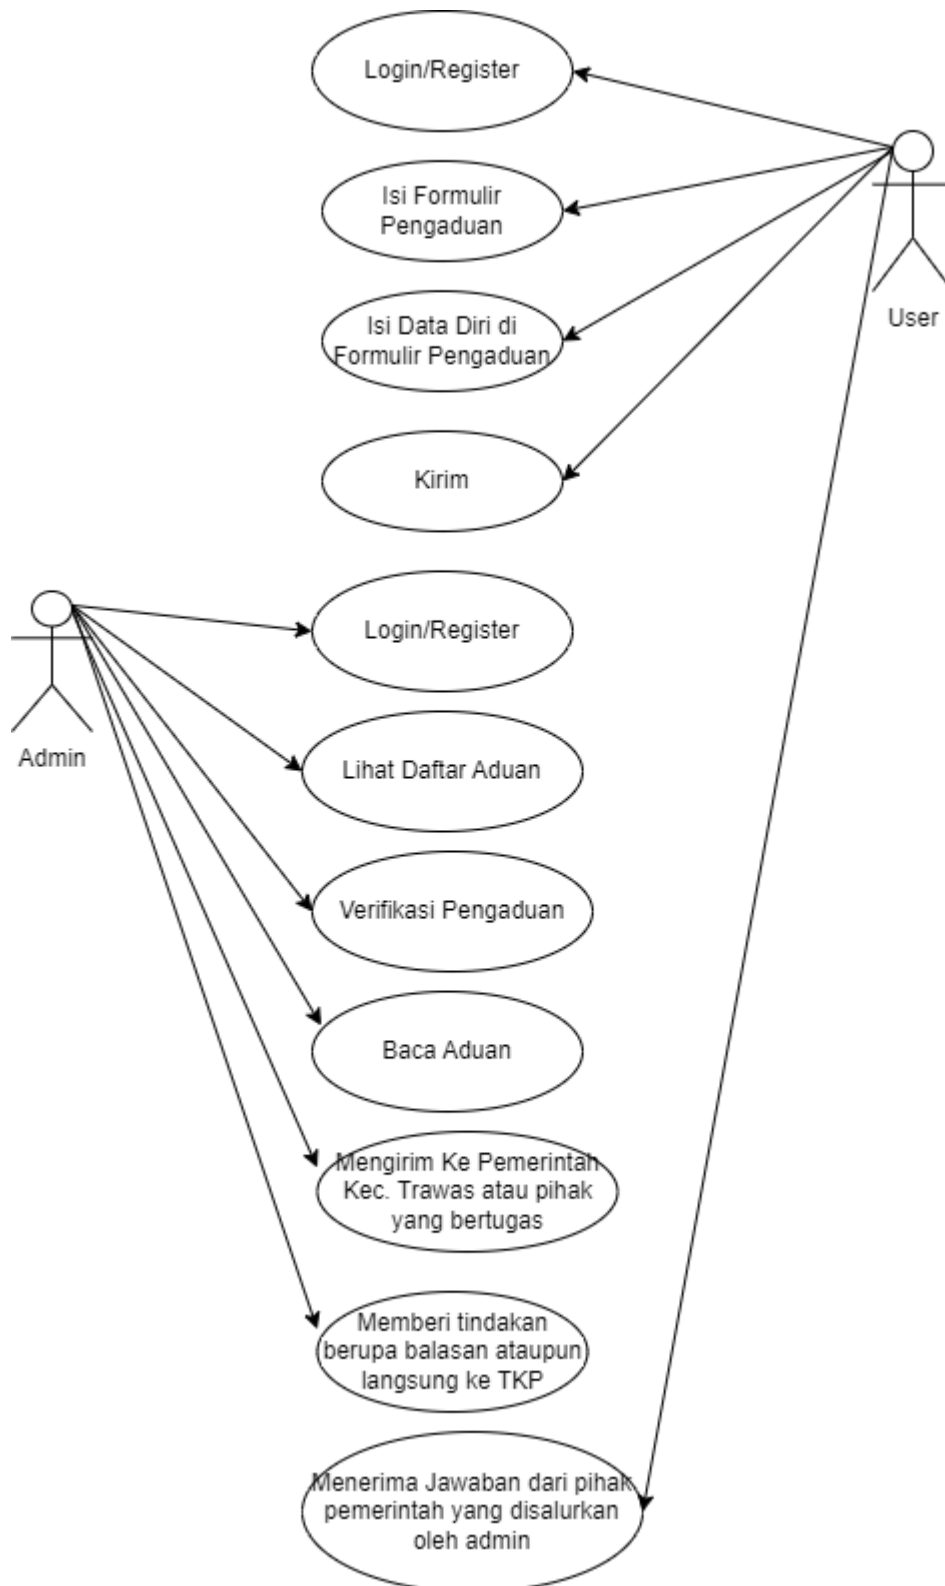 Login/Register
Isi Formulir
Pengaduan
User
Isi Data Diri di
Formulir Pengaduan
Kirim
Login/Register
Admin
Lihat Daftar Aduan
Verifikasi Pengaduan
Baca Aduan
Mengirim Ke Pemerintah
Kec. Trawas atau pihak
yang bertugas
Memberi tindakan
berupa balasan ataupun
langsung ke TKP
Menerima Jawaban dari pihak
pemerintah yang disalurkan
oleh admin